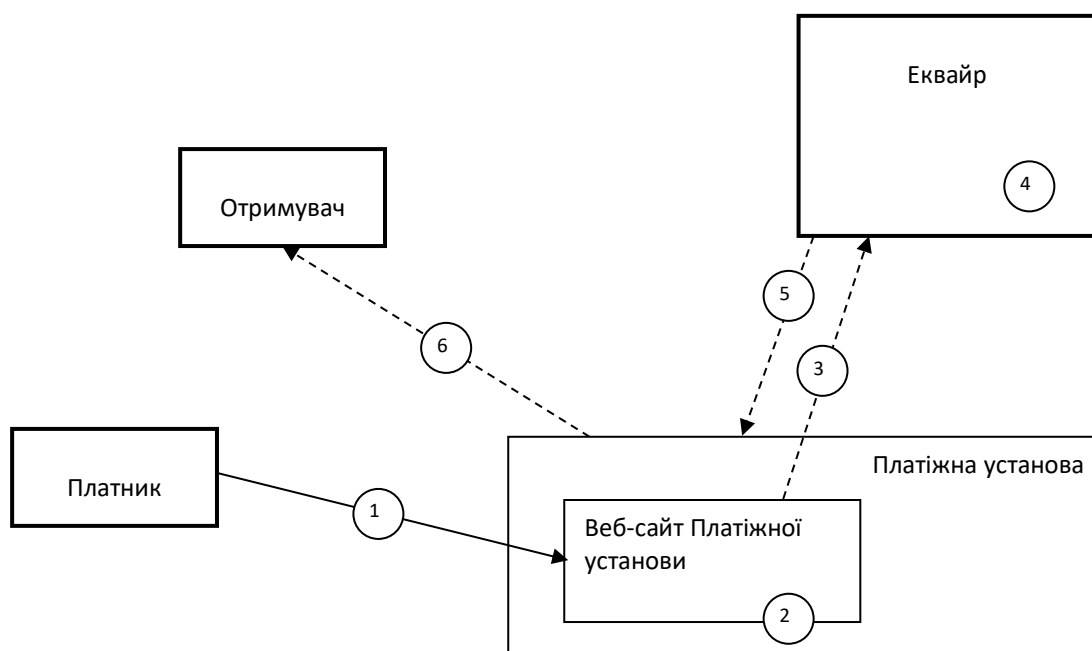 Еквайр
4
Отримувач
5
6
3
Платіжна установа
Платник
1
Веб-сайт Платіжної
установи
2